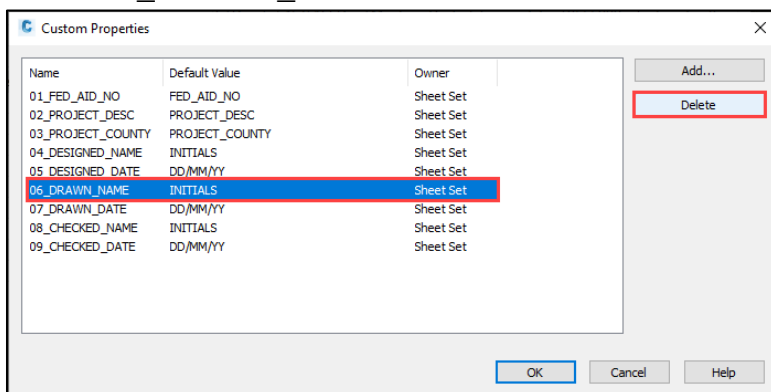 Custom Properties
Name Default Value Owner
01_FED_AID_NO FED_AID_NO Sheet Set
02_PROJECT_DESC PROJECT_DESC Sheet Set
03_PROJECT_COUNTY PROJECT_COUNTY Sheet Set
04_DESIGNED_NAME INITIALS Sheet Set
05_DESIGNED_DATE DD/MM/YY Sheet Set
06_DRAWN_NAME INITIALS Sheet Set
07_DRAWN_DATE DD/MM/YY Sheet Set
08_CHECKED_NAME INITIALS Sheet Set
09_CHECKED_DATE DD/MM/YY Sheet Set
Add...
Delete
OK Cancel Help